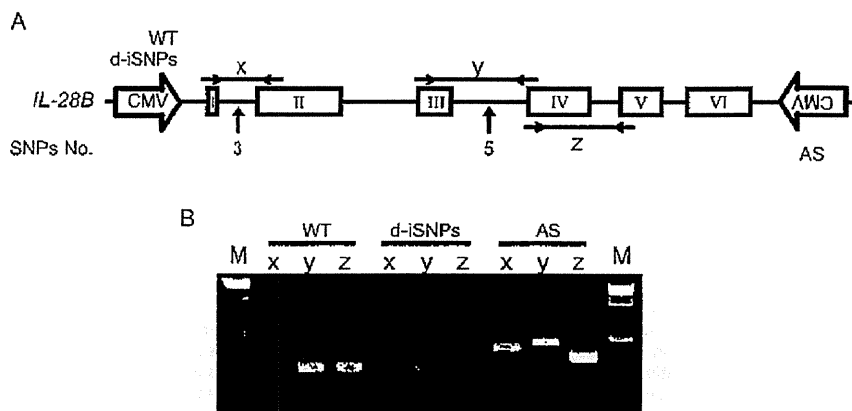 A
WT
d-iSNPs
x
y
IL-28B
CMV
I
II
III
IV
V
VI
CMV
z
SNPs No.
3
5
AS
B
WT
d-iSNPs
AS
M
x
y
z
x
y
z
x
y
z
M